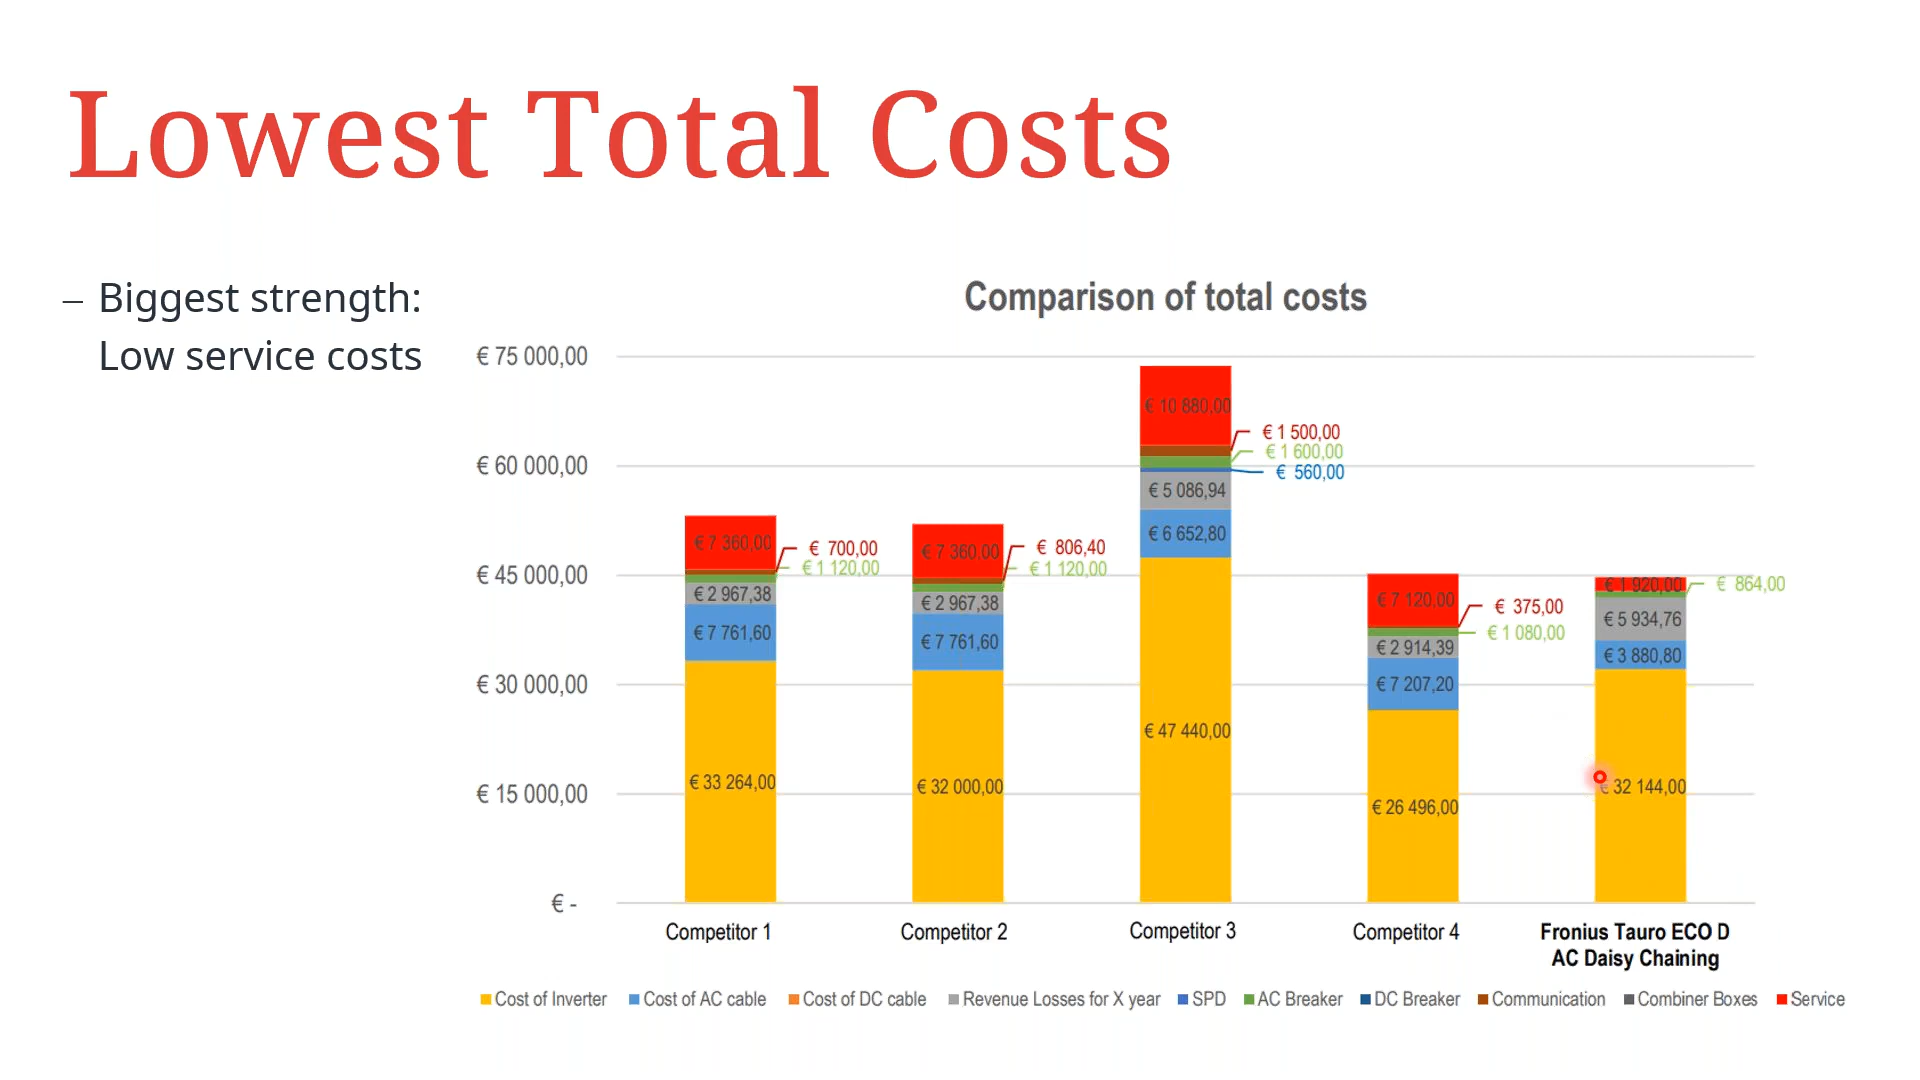 Lowest Total Costs
– Biggest strength:
Low service costs
Comparison of total costs
€ 75 000,00
€ 60 000,00
€ 45 000,00
€ 30 000,00
€ 15 000,00
€ -
€ 7 360,00
€ 700,00
€ 1 120,00
€ 2 967,38
€ 7 761,60
€ 33 264,00
€ 7 360,00
€ 806,40
€ 1 120,00
€ 2 967,38
€ 7 761,60
€ 32 000,00
€ 10 880,00
€ 1 500,00
€ 1 600,00
€ 560,00
€ 5 086,94
€ 6 652,80
€ 47 440,00
€ 7 120,00
€ 375,00
€ 1 080,00
€ 2 914,39
€ 7 207,20
€ 26 496,00
€ 1 920,00
€ 864,00
€ 5 934,76
€ 3 880,80
€ 32 144,00
Competitor 1
Competitor 2
Competitor 3
Competitor 4
Fronius Tauro ECO D
AC Daisy Chaining
Cost of Inverter Cost of AC cable Cost of DC cable Revenue Losses for X year SPD AC Breaker DC Breaker Communication Combiner Boxes Service